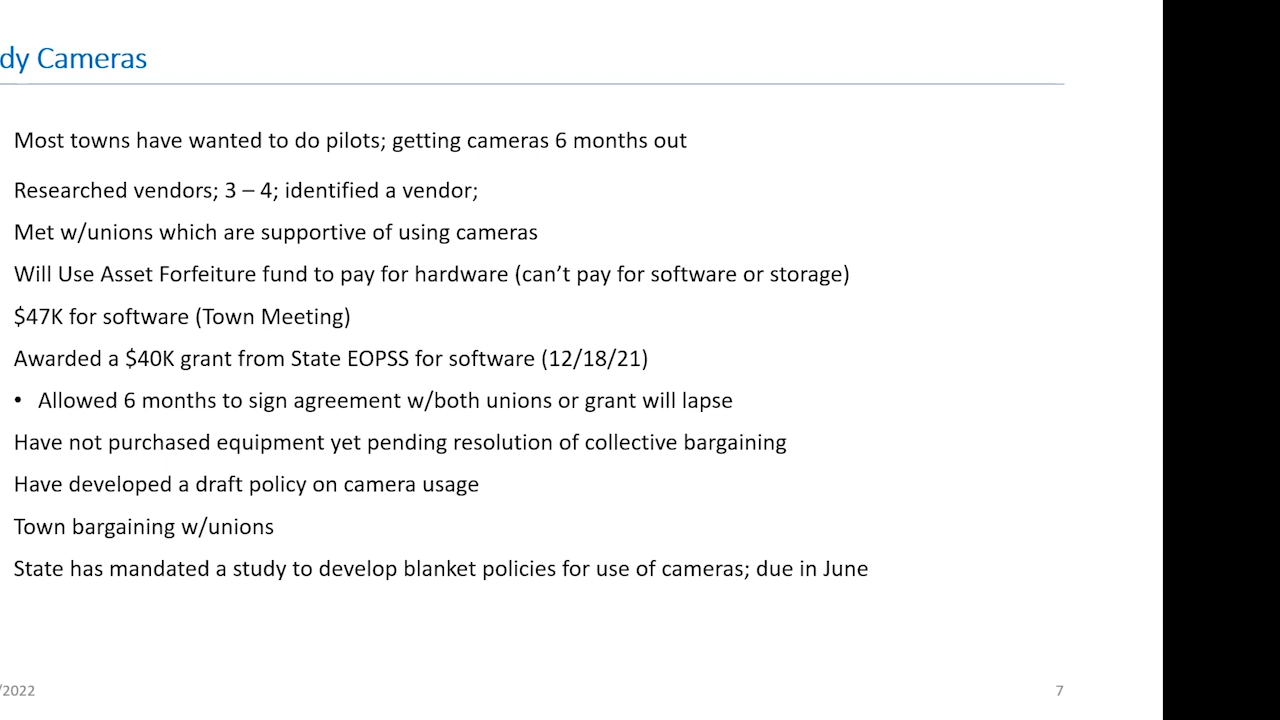 dy Cameras
Most towns have wanted to do pilots; getting cameras 6 months out
Researched vendors; 3 – 4; identified a vendor;
Met w/unions which are supportive of using cameras
Will Use Asset Forfeiture fund to pay for hardware (can’t pay for software or storage)
$47K for software (Town Meeting)
Awarded a $40K grant from State EOPSS for software (12/18/21)
• Allowed 6 months to sign agreement w/both unions or grant will lapse
Have not purchased equipment yet pending resolution of collective bargaining
Have developed a draft policy on camera usage
Town bargaining w/unions
State has mandated a study to develop blanket policies for use of cameras; due in June
/2022
7